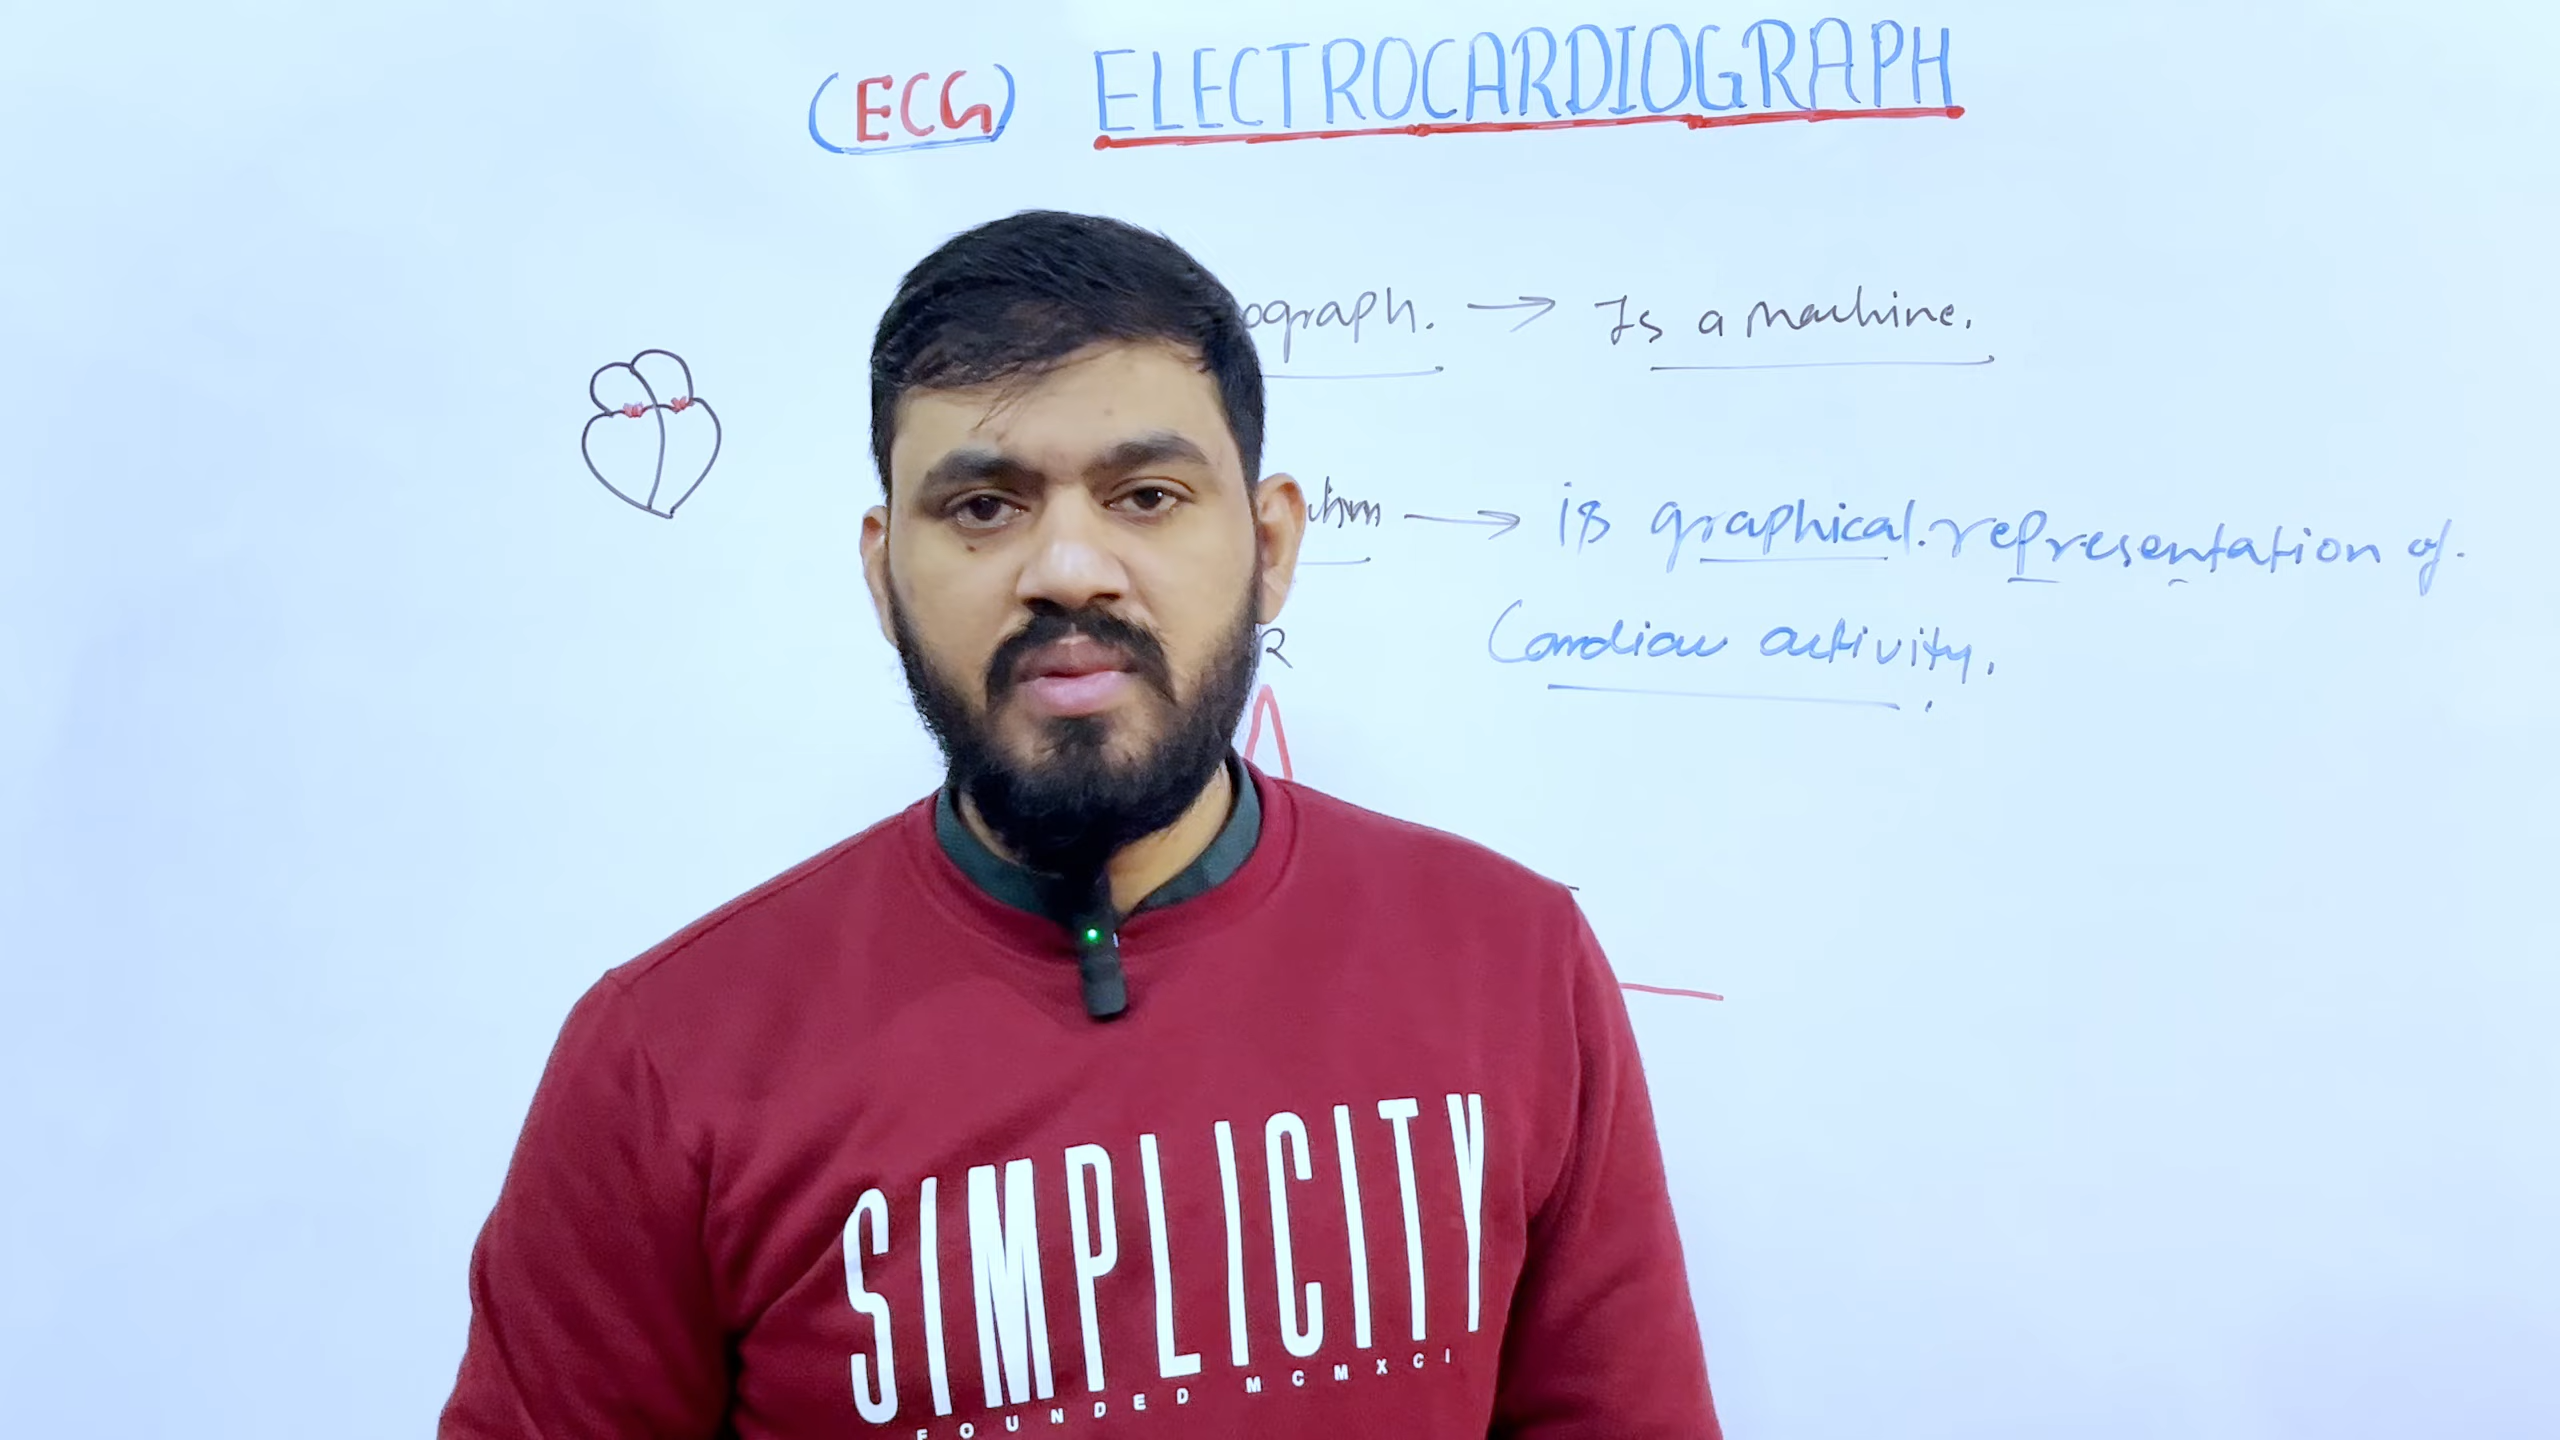 (ECG) ELECTROCARDIOGRAPH
ograph. → Is a machine.
→ is graphical representation of.
Cardiac activity.
R
SIMPLICITY
FOUNDED MCMXCI